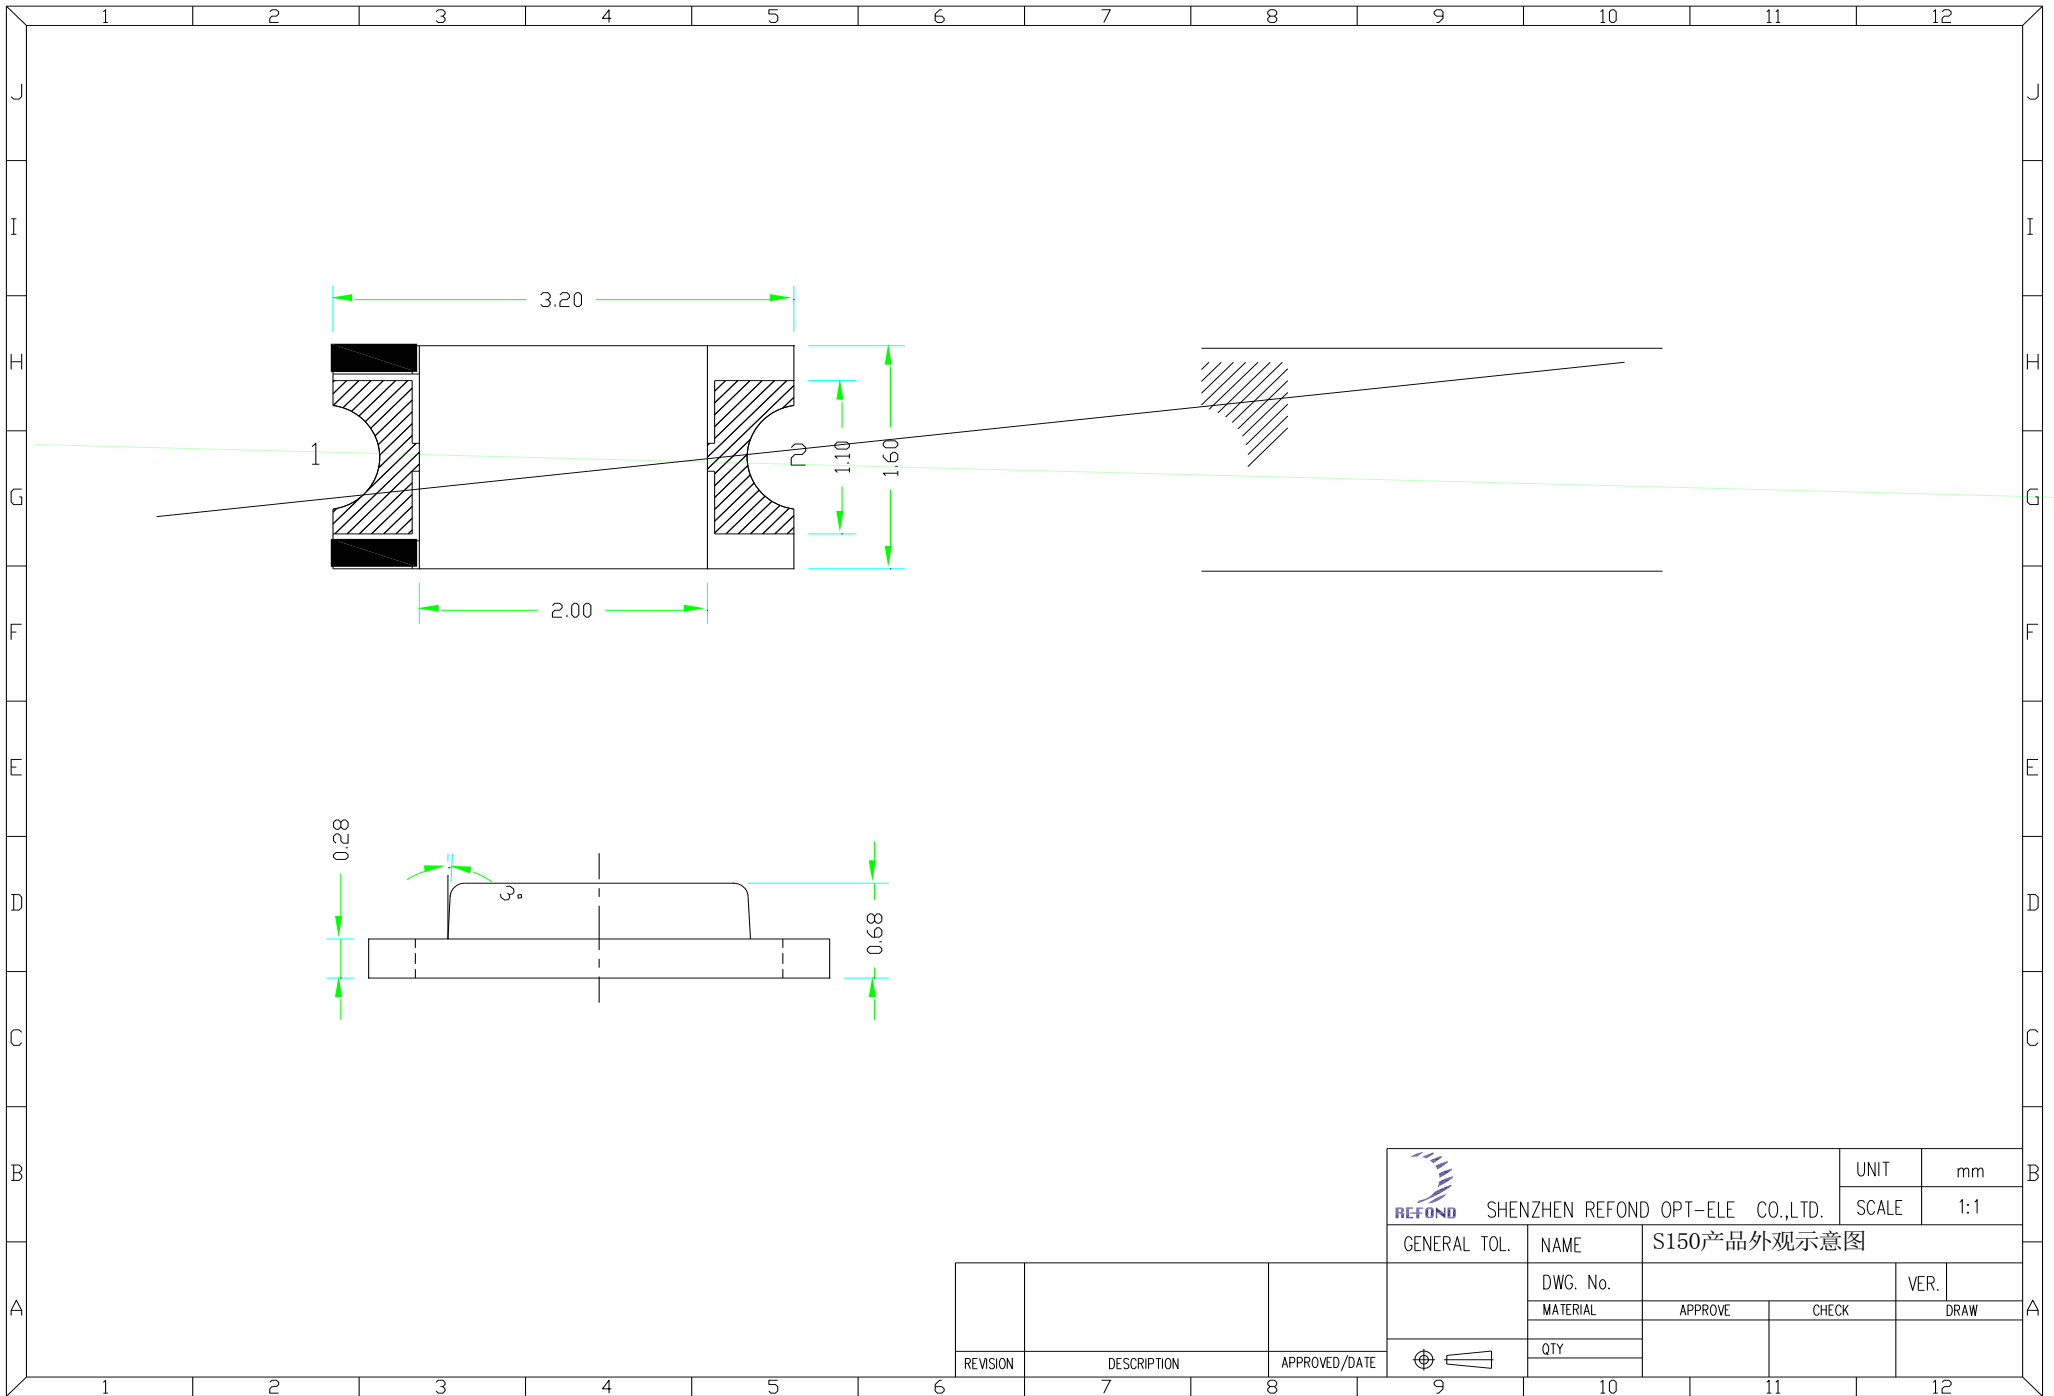 1 2 3 4 5 6 7 8 9 10 11 12
J J
I I
3.20
H H
1 2 1.10 1.60
G G
2.00
F F
E E
0.28
3°
D D
0.68
C C
UNIT mm
B B
REFOND SHENZHEN REFOND OPT-ELE CO.,LTD. SCALE 1:1
GENERAL TOL. NAME S150产品外观示意图
DWG. No. VER.
A MATERIAL APPROVE CHECK DRAW A
QTY
REVISION DESCRIPTION APPROVED/DATE
1 2 3 4 5 6 7 8 9 10 11 12